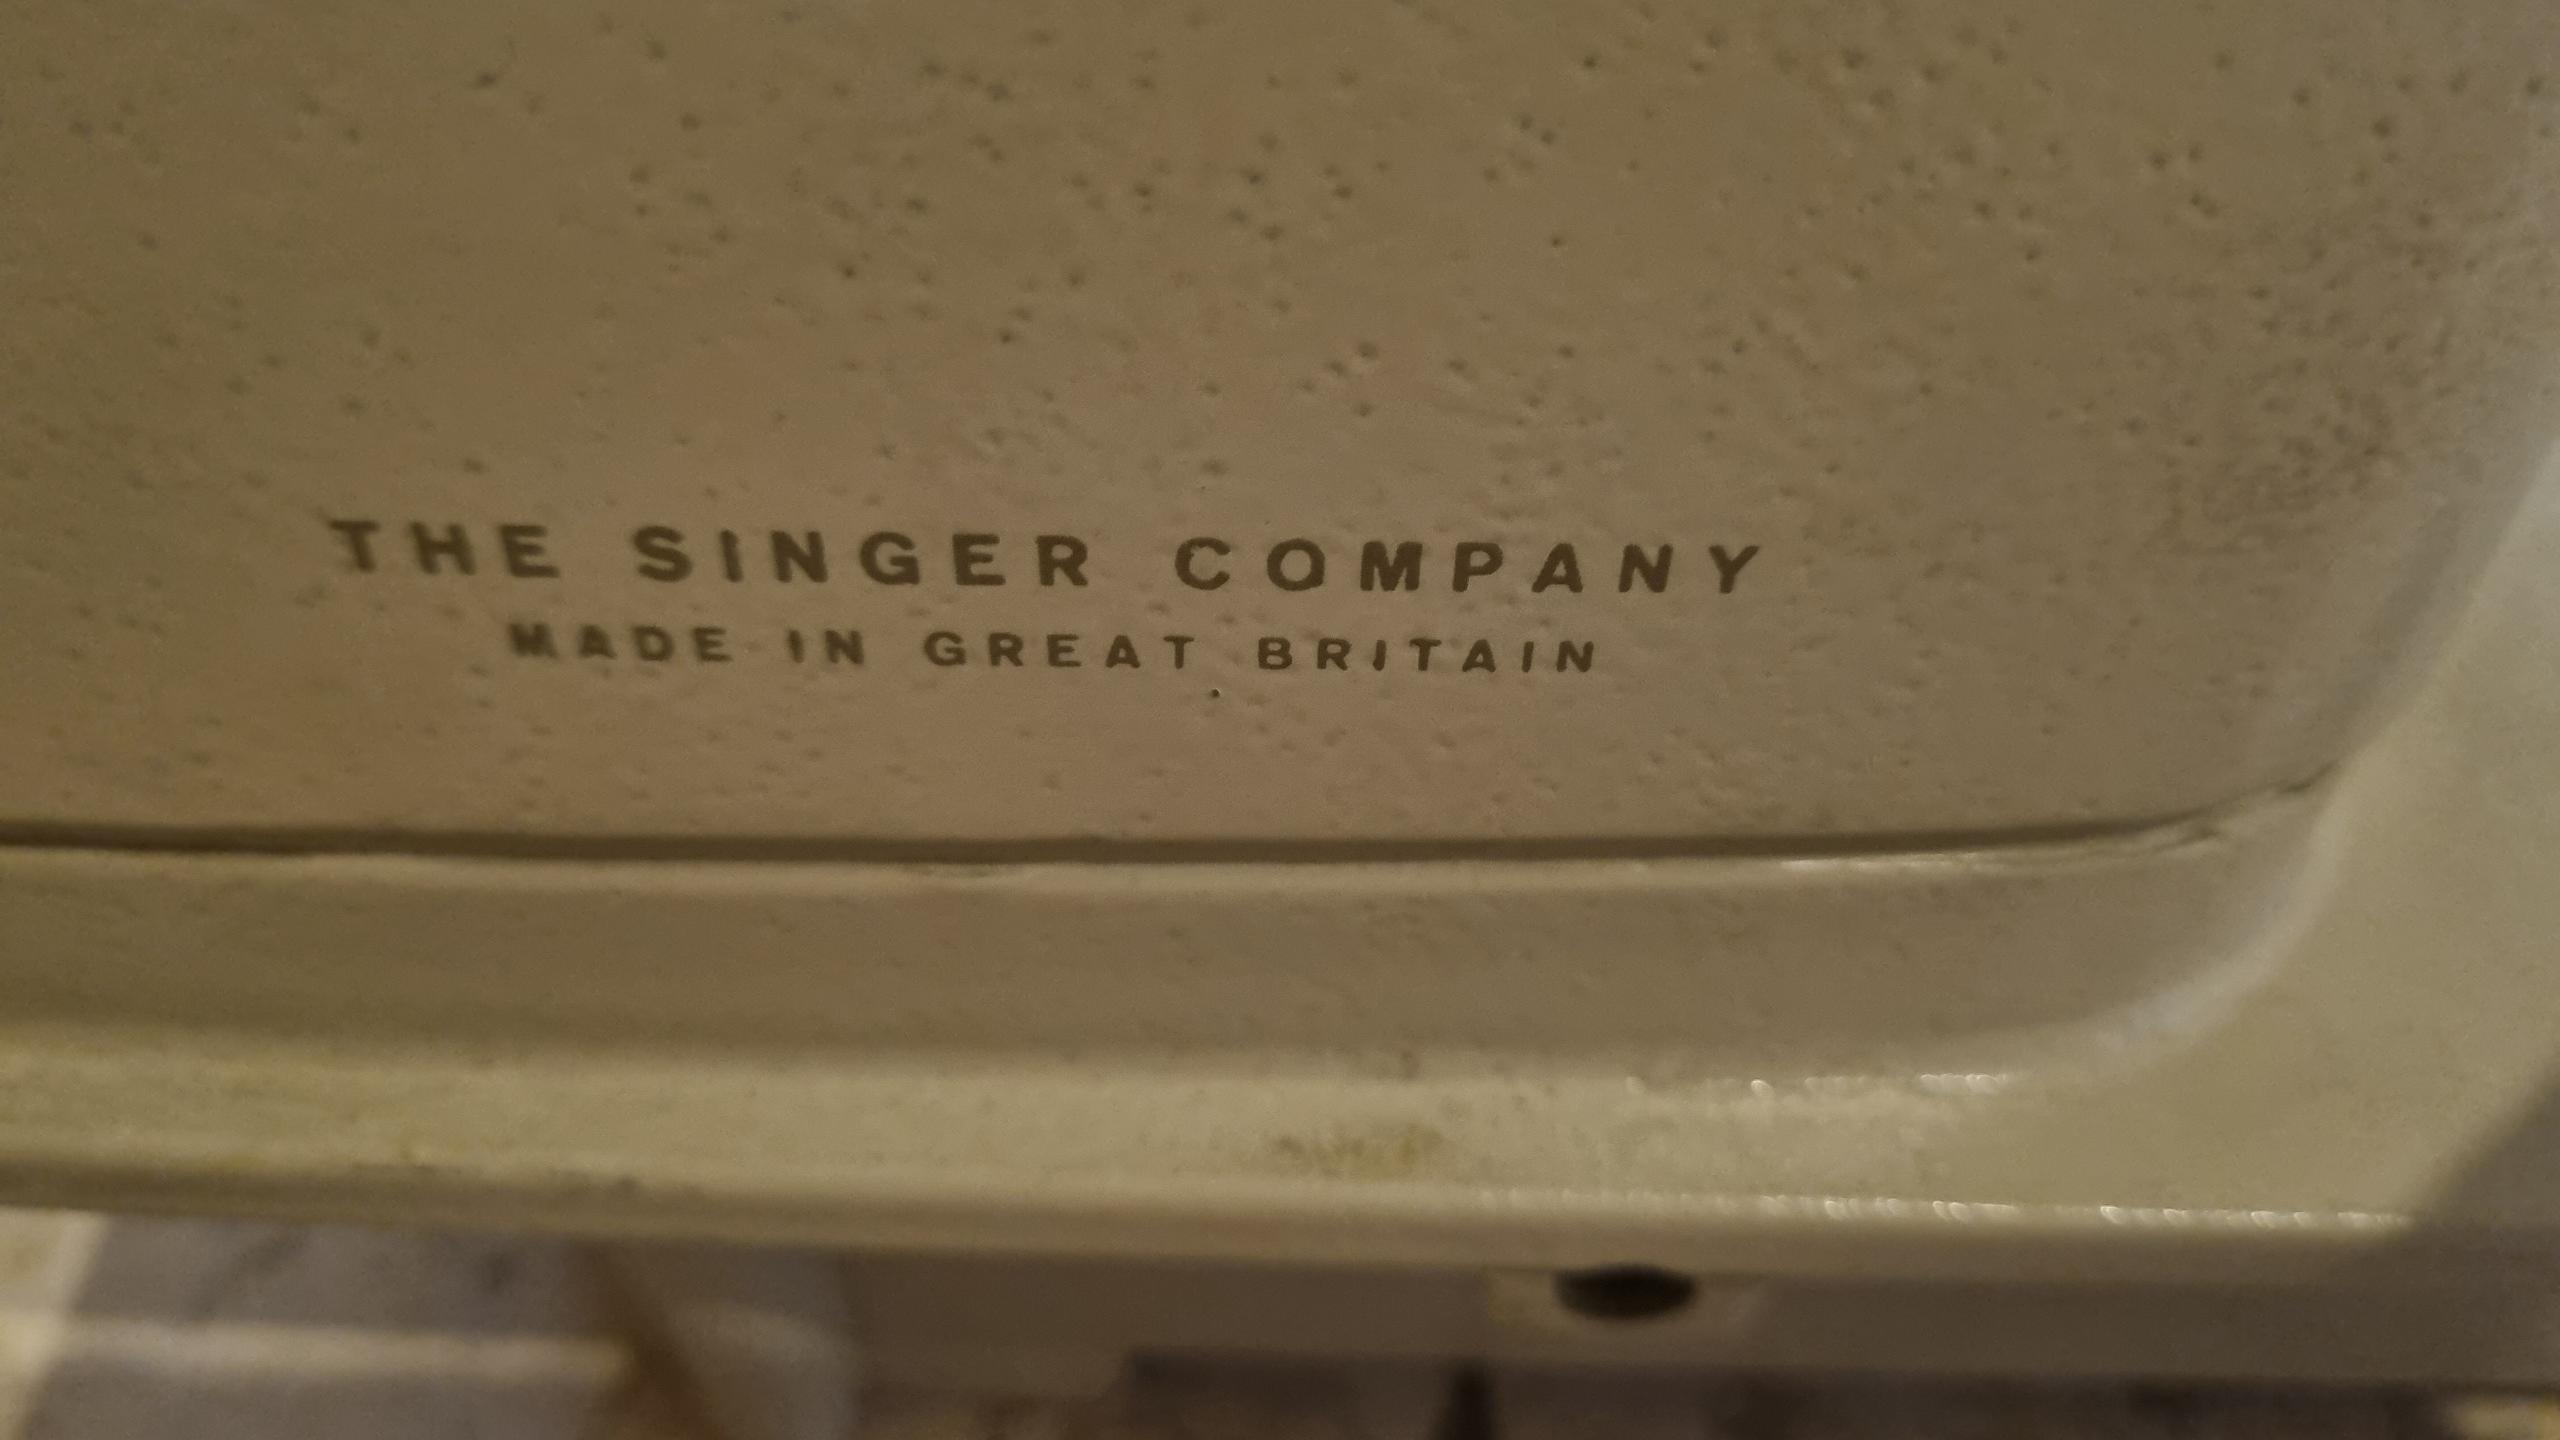 THE SINGER COMPANY
MADE IN GREAT BRITAIN